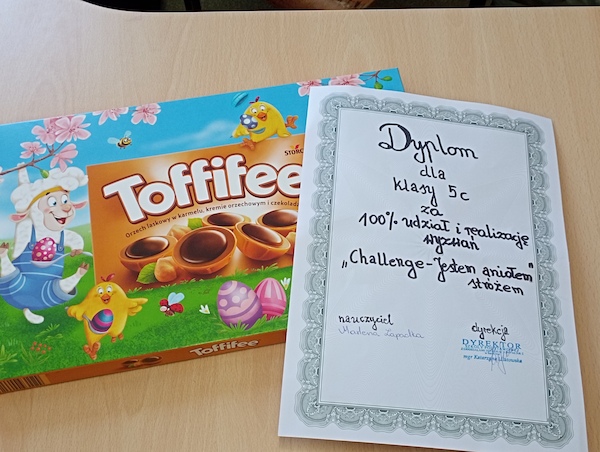 Toffifee
STORCK
Orzech laskowy w karmelu, kremie orzechowym i czekoladą
Toffifee
Dyplom
dla
klasy 5c
za
100% udział i realizację
wyzwań
„Challenge-Jestem aniołem"
stróżem
nauczyciel
dyrekcja
DYREKTOR